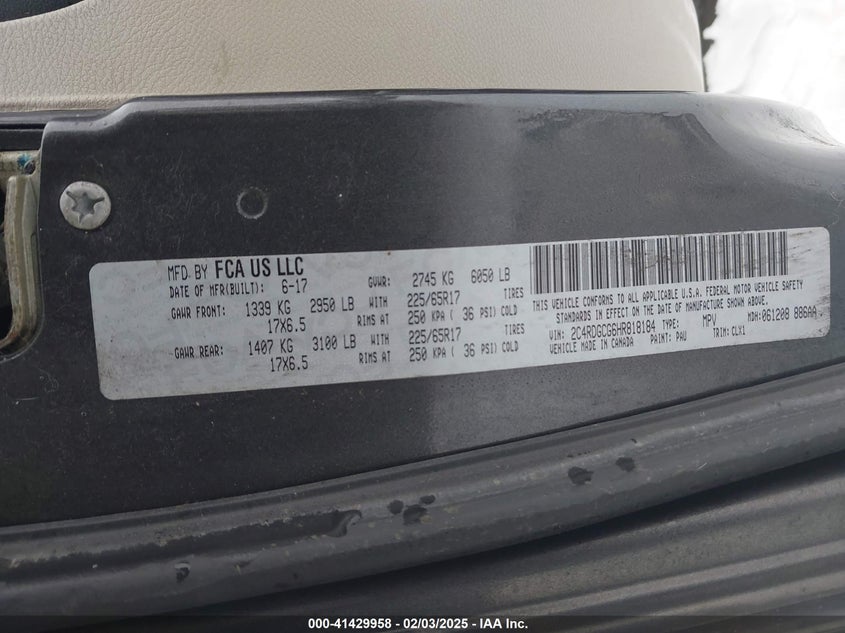 MFD BY FCA US LLC
DATE OF MFR(BUILT): 6-17 GVWR: 2745 KG 6050 LB
GAWR FRONT: 1339 KG 2950 LB WITH 225/65R17 TIRES
17X6.5 RIMS AT 250 KPA ( 36 PSI) COLD
GAWR REAR: 1407 KG 3100 LB WITH 225/65R17 TIRES
17X6.5 RIMS AT 250 KPA ( 36 PSI) COLD
THIS VEHICLE CONFORMS TO ALL APPLICABLE U.S.A. FEDERAL MOTOR VEHICLE SAFETY
STANDARDS IN EFFECT ON THE DATE OF MANUFACTURE SHOWN ABOVE.
VIN: 2C4RDGCG6HR818184 TYPE: MPV MDH: 061208 886AA
VEHICLE MADE IN CANADA PAINT: PAU TRIM: CLX1
000-41429958 - 02/03/2025 - IAA Inc.